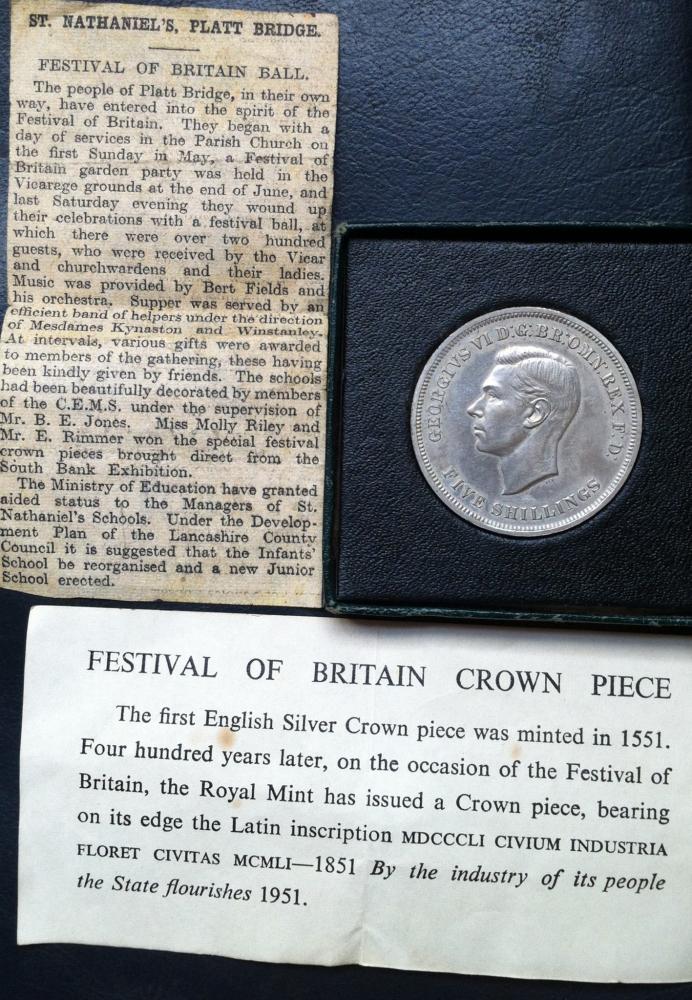 ST. NATHANIEL'S, PLATT BRIDGE.
FESTIVAL OF BRITAIN BALL.
The people of Platt Bridge, in their own
way, have entered into the spirit of the
Festival of Britain. They began with a
day of services in the Parish Church on
the first Sunday in May, a Festival of
Britain garden party was held in the
Vicarage grounds at the end of June, and
last Saturday evening they wound up
their celebrations with a festival ball, at
which there were over two hundred
guests, who were received by the Vicar
and churchwardens and their ladies.
Music was provided by Bert Fields and
his orchestra. Supper was served by an
efficient band of helpers under the direction
of Mesdames Kynaston and Winstanley.
At intervals, various gifts were awarded
to members of the gathering, these having
been kindly given by friends. The schools
had been beautifully decorated by members
of the C.E.M.S. under the supervision of
Mr. B. E. Jones. Miss Molly Riley and
Mr. E. Rimmer won the special festival
crown pieces brought direct from the
South Bank Exhibition.
The Ministry of Education have granted
aided status to the Managers of St.
Nathaniel's Schools. Under the Develop-
ment Plan of the Lancashire County
Council it is suggested that the Infants'
School be reorganised and a new Junior
School erected.
GEORGIVS VI D:G:BR:OMN:REX F:D:
FIVE SHILLINGS
FESTIVAL OF BRITAIN CROWN PIECE
The first English Silver Crown piece was minted in 1551.
Four hundred years later, on the occasion of the Festival of
Britain, the Royal Mint has issued a Crown piece, bearing
on its edge the Latin inscription MDCCCLI CIVIUM INDUSTRIA
FLORET CIVITAS MCMLI—1851 By the industry of its people
the State flourishes 1951.